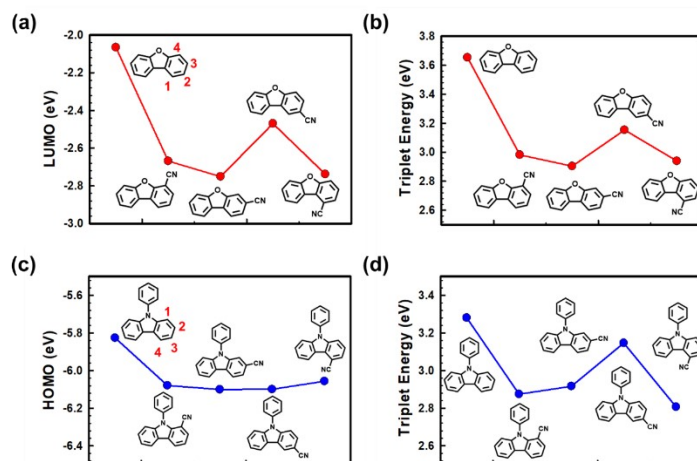 (a)
-2.0
-2.2
-2.4
-2.6
-2.8
-3.0
LUMO (eV)
O
4
3
2
1
O
CN
O
CN
O
CN
O
NC
(b)
3.8
3.6
3.4
3.2
3.0
2.8
2.6
Triplet Energy (eV)
O
O
CN
O
CN
O
CN
O
NC
(c)
-5.6
-5.8
-6.0
-6.2
-6.4
HOMO (eV)
N
1
2
3
4
N
CN
N
CN
N
CN
N
NC
(d)
3.4
3.2
3.0
2.8
2.6
Triplet Energy (eV)
N
N
CN
N
CN
N
CN
N
NC